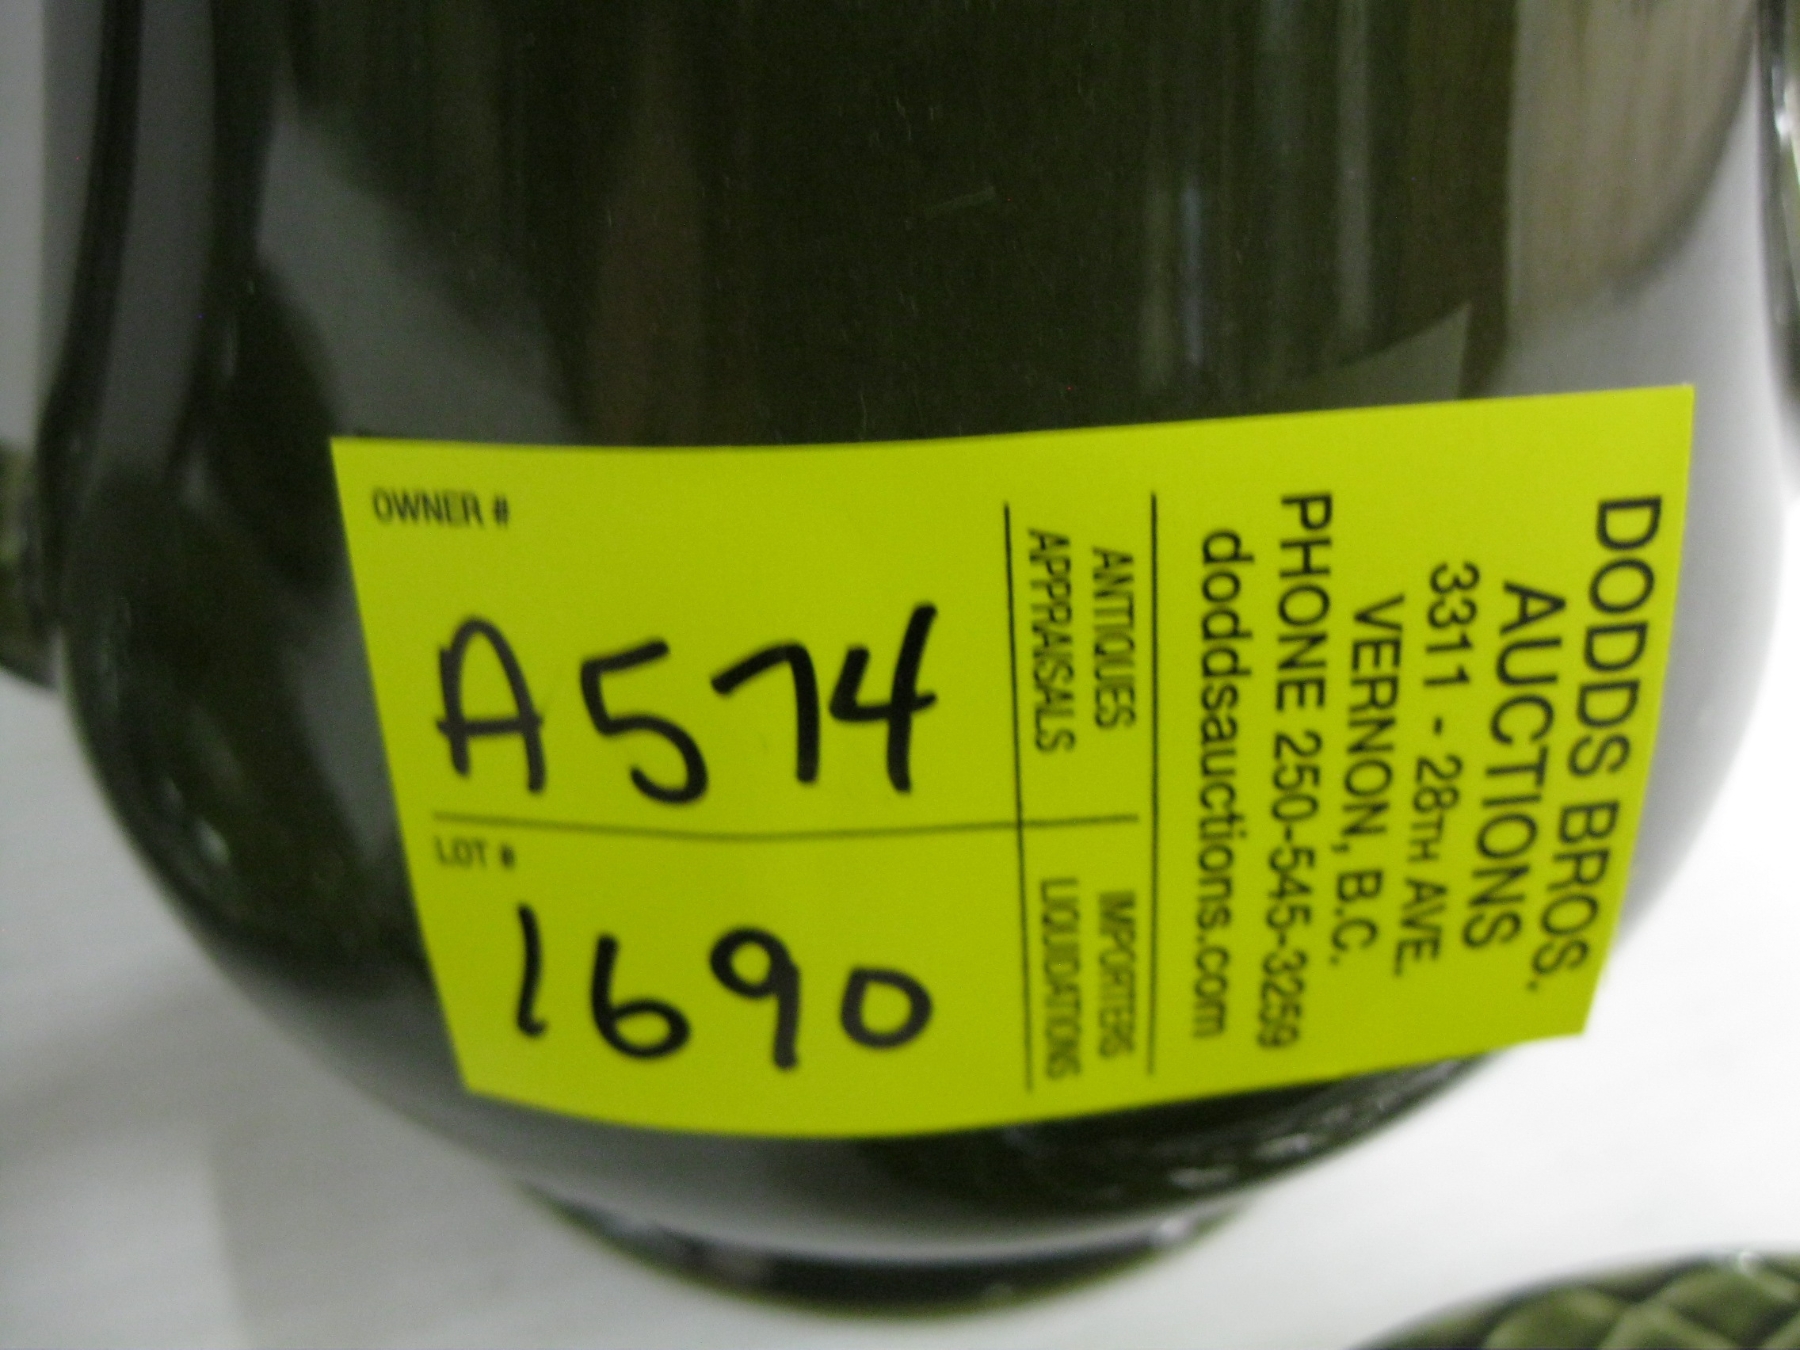 OWNER #
A574
LOT #
1690
ANTIQUES
APPRAISALS
IMPORTERS
LIQUIDATIONS
DODDS BROS.
AUCTIONS
3311 - 28TH AVE.
VERNON, B.C.
PHONE 250-545-3259
doddsauctions.com